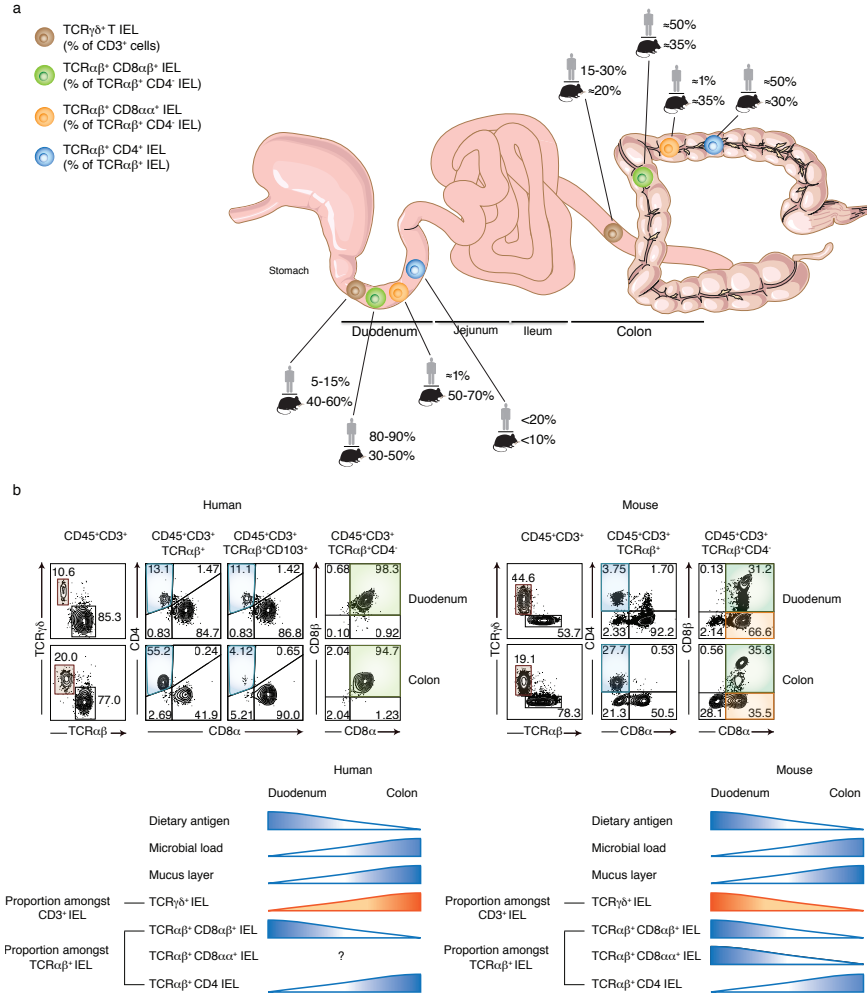 a
TCRγδ⁺ T IEL
(% of CD3⁺ cells)
TCRαβ⁺ CD8αβ⁺ IEL
(% of TCRαβ⁺ CD4⁻ IEL)
TCRαβ⁺ CD8αα⁺ IEL
(% of TCRαβ⁺ CD4⁻ IEL)
TCRαβ⁺ CD4⁺ IEL
(% of TCRαβ⁺ IEL)
≈50%
≈35%
15-30%
≈20%
≈1%
≈35%
≈50%
≈30%
Stomach
Duodenum
Jejunum
Ileum
Colon
5-15%
40-60%
≈1%
50-70%
80-90%
30-50%
<20%
<10%
b
Human
CD45⁺CD3⁺
CD45⁺CD3⁺
TCRαβ⁺
CD45⁺CD3⁺
TCRαβ⁺CD103⁺
CD45⁺CD3⁺
TCRαβ⁺CD4⁻
TCRγδ
10.6
85.3
CD4
13.1
1.47
0.83
84.7
11.1
1.42
0.83
86.8
CD8β
0.68
98.3
0.10
0.92
Duodenum
20.0
77.0
55.2
0.24
2.69
41.9
4.12
0.65
5.21
90.0
2.04
94.7
2.04
1.23
Colon
TCRαβ
CD8α
CD8α
Mouse
CD45⁺CD3⁺
CD45⁺CD3⁺
TCRαβ⁺
CD45⁺CD3⁺
TCRαβ⁺CD4⁻
TCRγδ
44.6
53.7
CD4
3.75
1.70
2.33
92.2
CD8β
0.13
31.2
2.14
66.6
Duodenum
19.1
78.3
27.7
0.53
21.3
50.5
0.56
35.8
28.1
35.5
Colon
TCRαβ
CD8α
CD8α
Human
Duodenum
Colon
Dietary antigen
Microbial load
Mucus layer
Proportion amongst
CD3⁺ IEL
TCRγδ⁺ IEL
Proportion amongst
TCRαβ⁺ IEL
TCRαβ⁺ CD8αβ⁺ IEL
TCRαβ⁺ CD8αα⁺ IEL
?
TCRαβ⁺ CD4 IEL
Mouse
Duodenum
Colon
Dietary antigen
Microbial load
Mucus layer
Proportion amongst
CD3⁺ IEL
TCRγδ⁺ IEL
Proportion amongst
TCRαβ⁺ IEL
TCRαβ⁺ CD8αβ⁺ IEL
TCRαβ⁺ CD8αα⁺ IEL
TCRαβ⁺ CD4 IEL